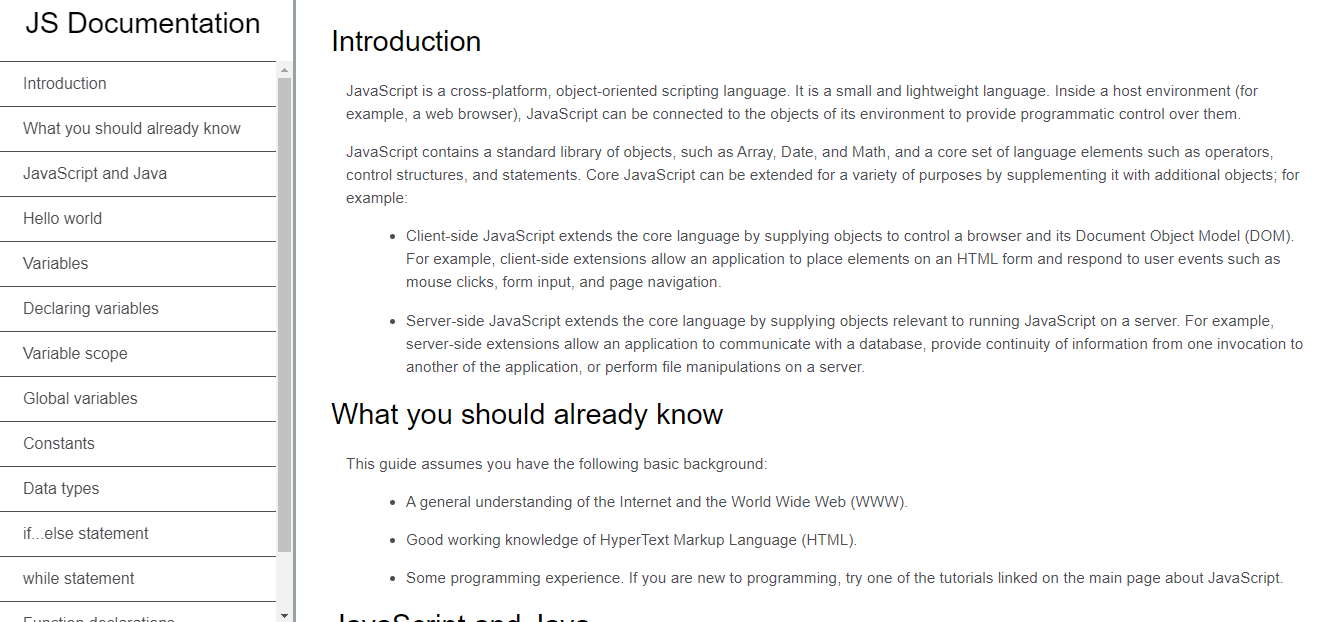 JS Documentation
Introduction
What you should already know
JavaScript and Java
Hello world
Variables
Declaring variables
Variable scope
Global variables
Constants
Data types
if...else statement
while statement
Function declarations
Introduction
JavaScript is a cross-platform, object-oriented scripting language. It is a small and lightweight language. Inside a host environment (for
example, a web browser), JavaScript can be connected to the objects of its environment to provide programmatic control over them.
JavaScript contains a standard library of objects, such as Array, Date, and Math, and a core set of language elements such as operators,
control structures, and statements. Core JavaScript can be extended for a variety of purposes by supplementing it with additional objects; for
example:
• Client-side JavaScript extends the core language by supplying objects to control a browser and its Document Object Model (DOM).
For example, client-side extensions allow an application to place elements on an HTML form and respond to user events such as
mouse clicks, form input, and page navigation.
• Server-side JavaScript extends the core language by supplying objects relevant to running JavaScript on a server. For example,
server-side extensions allow an application to communicate with a database, provide continuity of information from one invocation to
another of the application, or perform file manipulations on a server.
What you should already know
This guide assumes you have the following basic background:
• A general understanding of the Internet and the World Wide Web (WWW).
• Good working knowledge of HyperText Markup Language (HTML).
• Some programming experience. If you are new to programming, try one of the tutorials linked on the main page about JavaScript.
JavaScript and Java